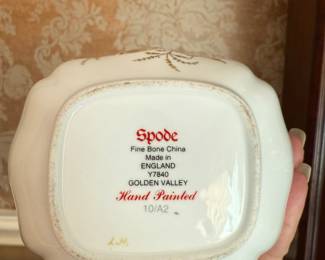 Spode
Fine Bone China
Made in
ENGLAND
Y7840
GOLDEN VALLEY
Hand Painted
10/A2
L.M